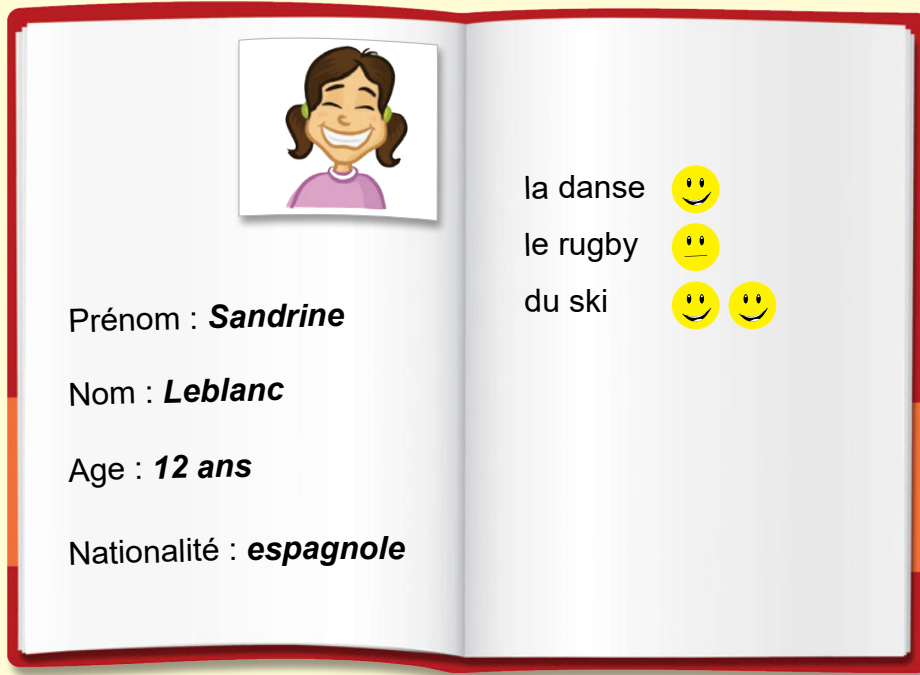 Prénom : Sandrine
Nom : Leblanc
Age : 12 ans
Nationalité : espagnole
la danse
le rugby
du ski